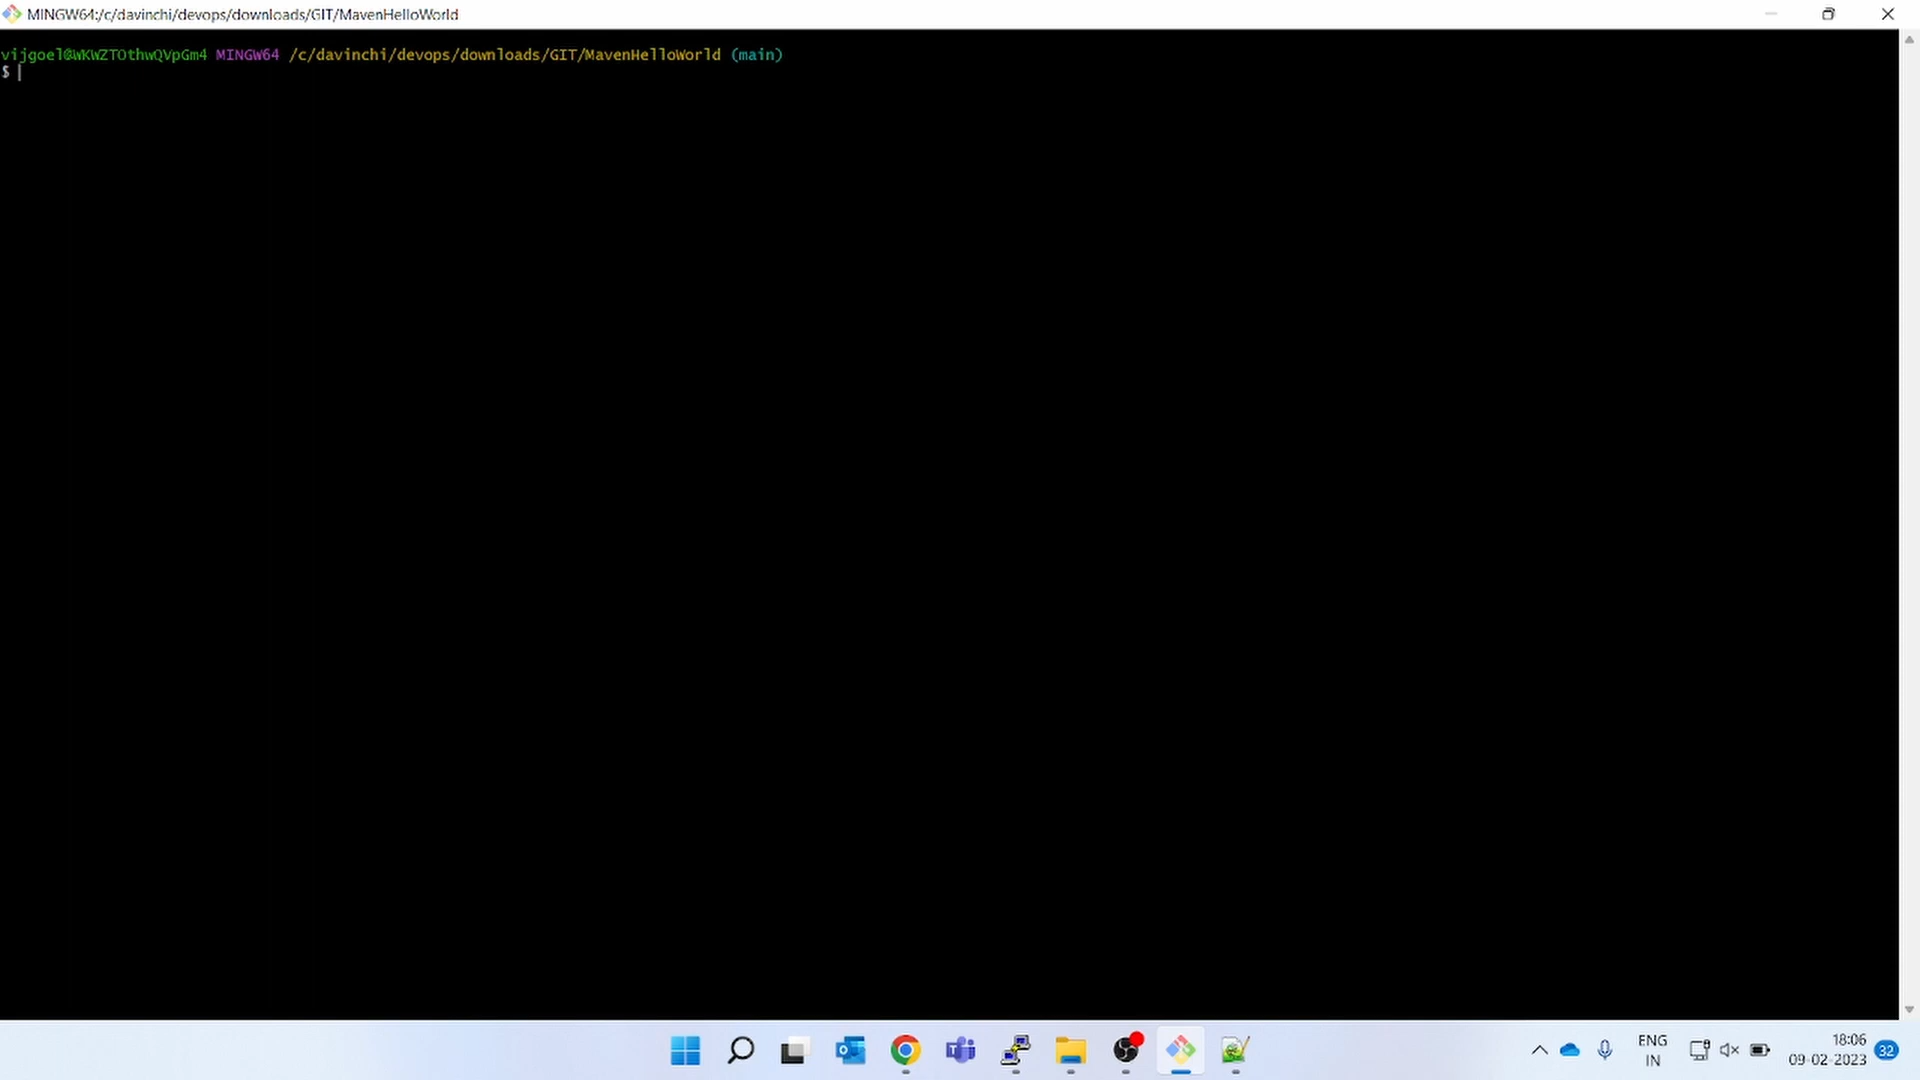 MINGW64:/c/davinchi/devops/downloads/GIT/MavenHelloWorld
vijgoel@WKWZTOthwQVpGm4 MINGW64 /c/davinchi/devops/downloads/GIT/MavenHelloWorld (main)
$
ENG
IN
18:06
09-02-2023
32